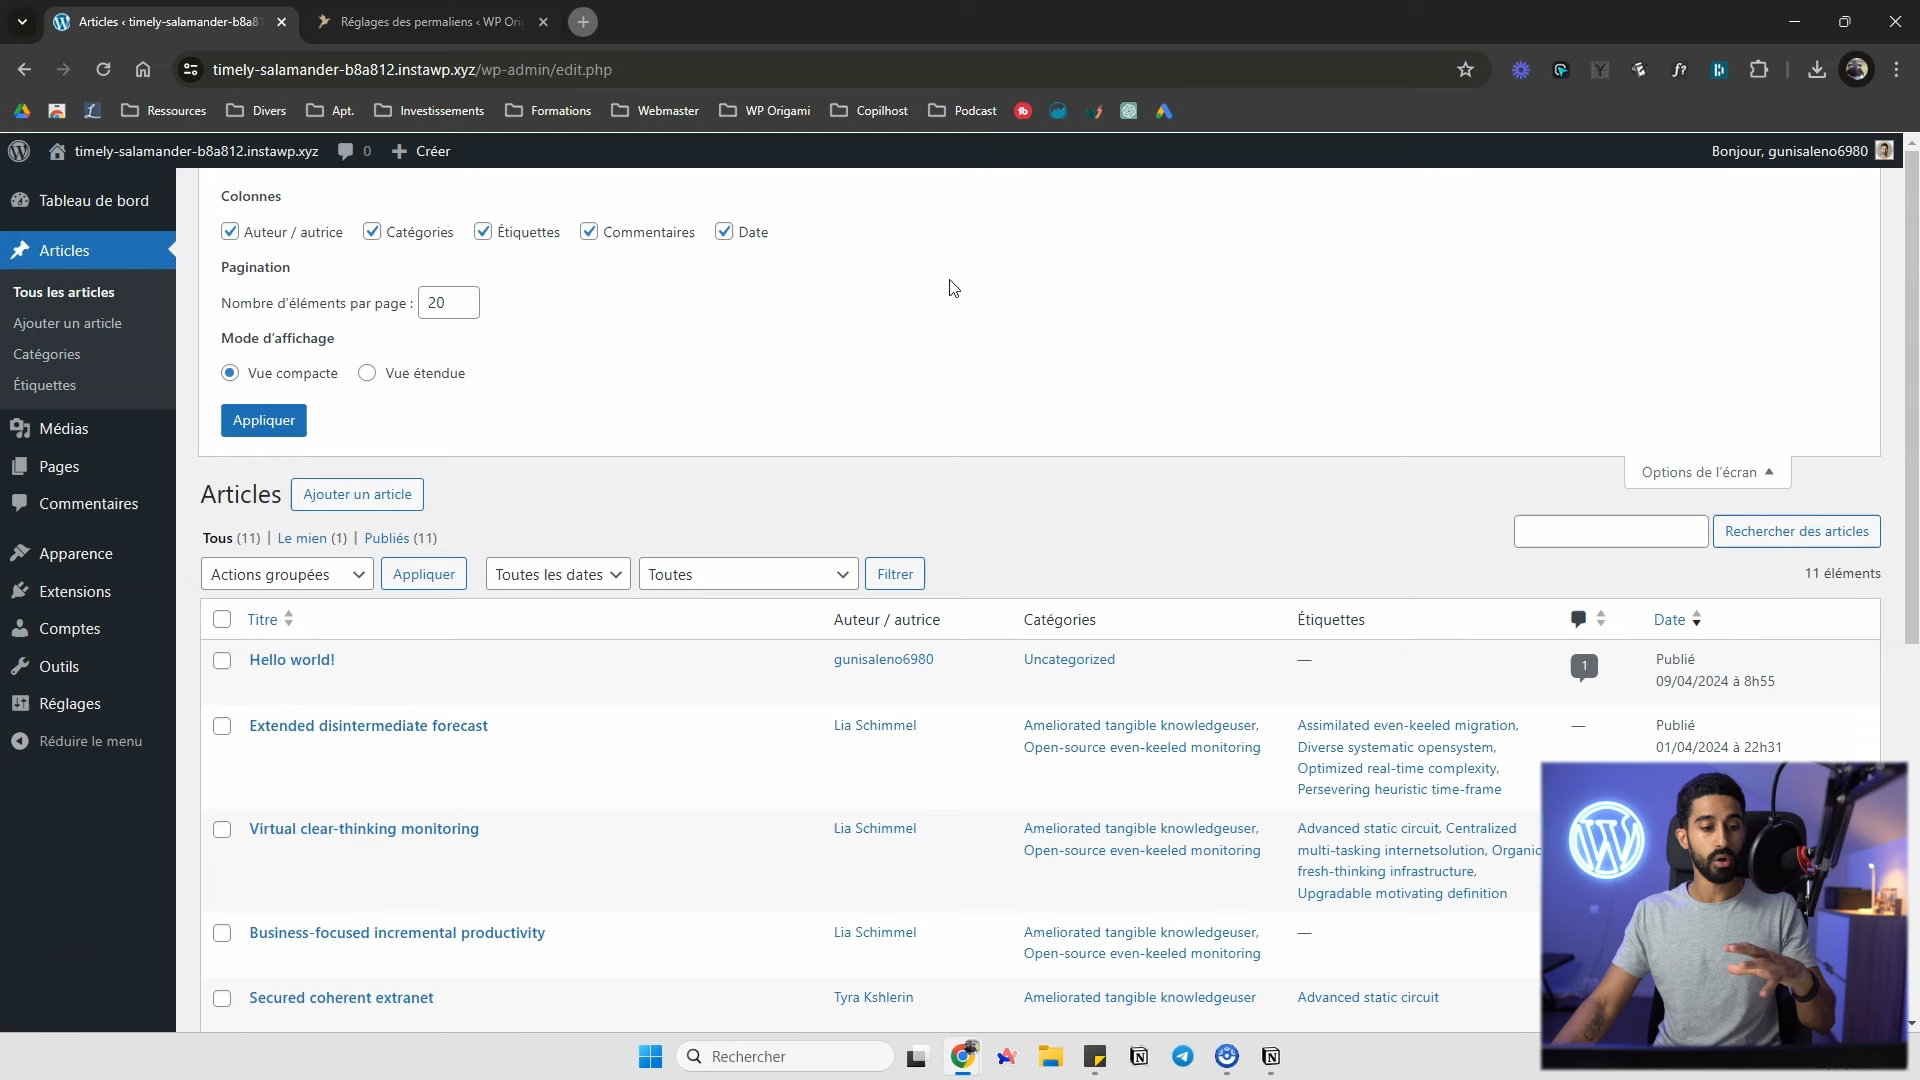 Articles ‹ timely-salamander-b8a81
Réglages des permaliens ‹ WP Ori
timely-salamander-b8a812.instawp.xyz/wp-admin/edit.php
Ressources
Divers
Apt.
Investissements
Formations
Webmaster
WP Origami
Copilhost
Podcast
timely-salamander-b8a812.instawp.xyz
0
Créer
Bonjour, gunisaleno6980
Tableau de bord
Articles
Tous les articles
Ajouter un article
Catégories
Étiquettes
Médias
Pages
Commentaires
Apparence
Extensions
Comptes
Outils
Réglages
Réduire le menu
Colonnes
Auteur / autrice Catégories Étiquettes Commentaires Date
Pagination
Nombre d’éléments par page : 20
Mode d’affichage
Vue compacte Vue étendue
Appliquer
Options de l’écran
Articles Ajouter un article
Tous (11) | Le mien (1) | Publiés (11)
Rechercher des articles
Actions groupées Appliquer Toutes les dates Toutes Filtrer
11 éléments
Titre Auteur / autrice Catégories Étiquettes Date
Hello world! gunisaleno6980 Uncategorized — 1 Publié
09/04/2024 à 8h55
Extended disintermediate forecast Lia Schimmel Ameliorated tangible knowledgeuser, Assimilated even-keeled migration, — Publié
Open-source even-keeled monitoring Diverse systematic opensystem, 01/04/2024 à 22h31
Optimized real-time complexity,
Persevering heuristic time-frame
Virtual clear-thinking monitoring Lia Schimmel Ameliorated tangible knowledgeuser, Advanced static circuit, Centralized
Open-source even-keeled monitoring multi-tasking internetsolution, Organic
fresh-thinking infrastructure,
Upgradable motivating definition
Business-focused incremental productivity Lia Schimmel Ameliorated tangible knowledgeuser, —
Open-source even-keeled monitoring
Secured coherent extranet Tyra Kshlerin Ameliorated tangible knowledgeuser Advanced static circuit
Rechercher